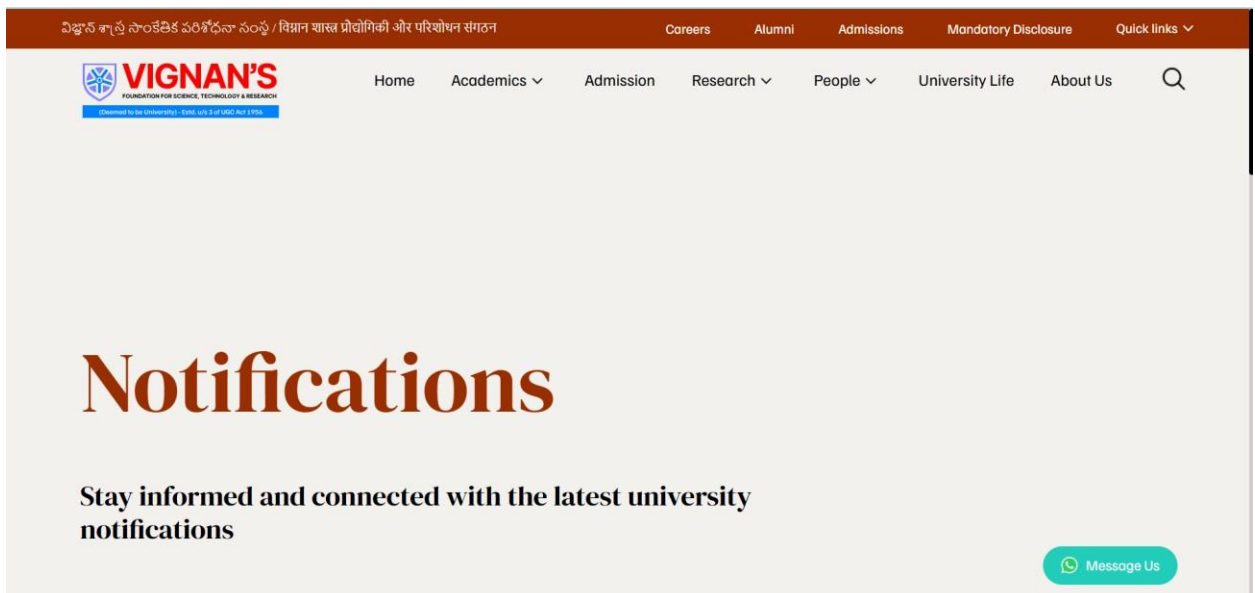 విజ్ఞాన్ శాస్త్ర సాంకేతిక పరిశోధనా సంస్థ / विज्ञान शास्त्र प्रौद्योगिकी और परिशोधन संगठन
Careers Alumni Admissions Mandatory Disclosure Quick links
VIGNAN'S
FOUNDATION FOR SCIENCE, TECHNOLOGY & RESEARCH
(Deemed to be University) - Estd. u/s 3 of UGC Act 1956
Home Academics Admission Research People University Life About Us
Notifications
Stay informed and connected with the latest university
notifications
Message Us